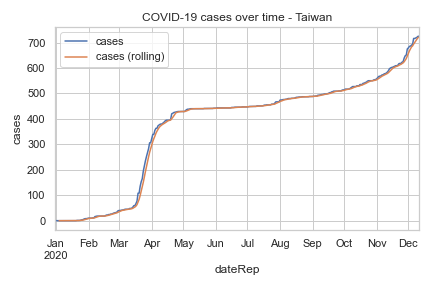 COVID-19 cases over time - Taiwan
cases
cases (rolling)
700
600
500
400
300
200
100
0
cases
Jan Feb Mar Apr May Jun Jul Aug Sep Oct Nov Dec
2020
dateRep